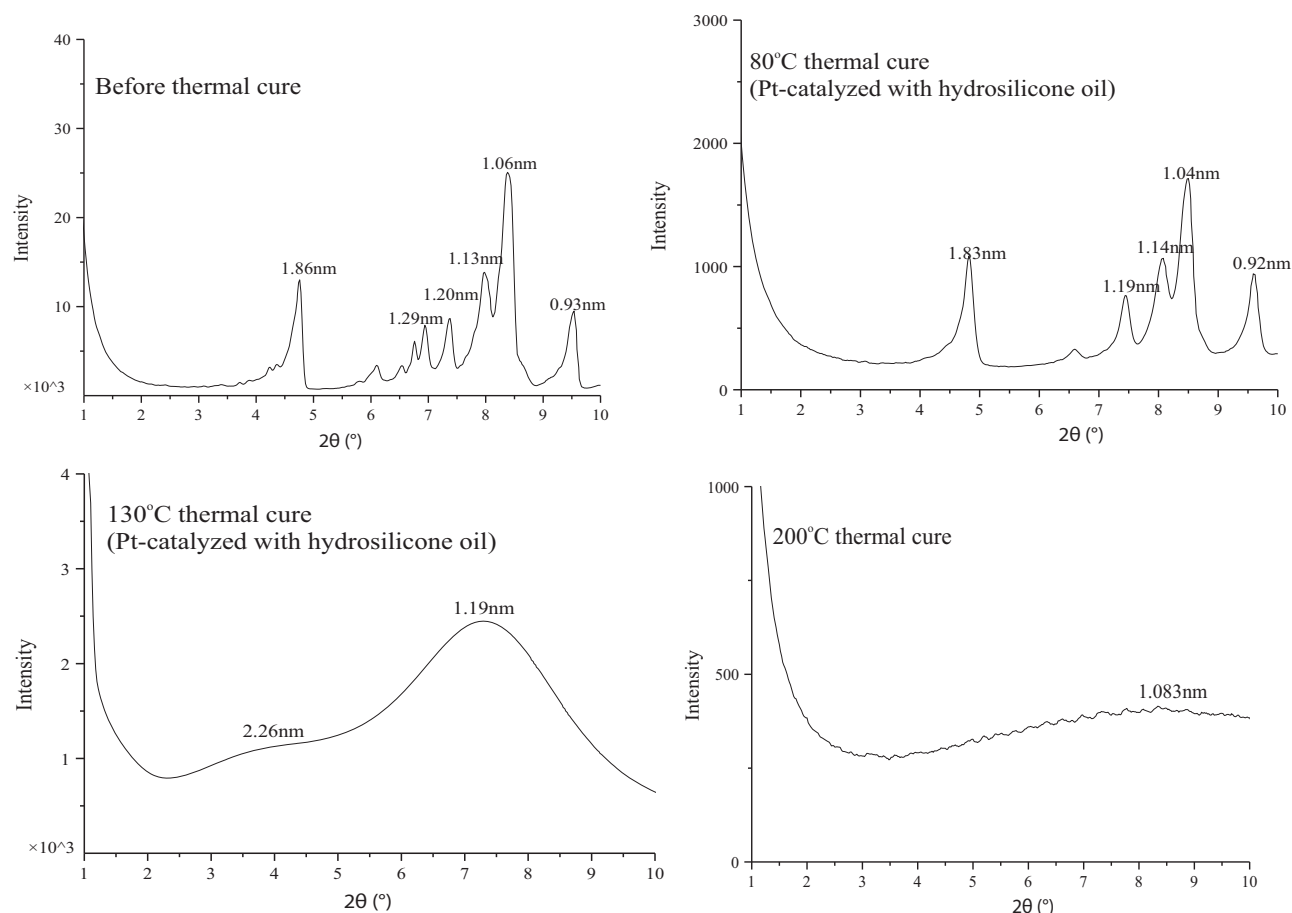 40
30
20
10
×10^3
Intensity
Before thermal cure
1.86nm
1.29nm
1.20nm
1.13nm
1.06nm
0.93nm
1 2 3 4 5 6 7 8 9 10
2θ (°)
3000
2000
1000
0
Intensity
80°C thermal cure
(Pt-catalyzed with hydrosilicone oil)
1.83nm
1.19nm
1.14nm
1.04nm
0.92nm
1 2 3 4 5 6 7 8 9 10
2θ (°)
4
3
2
1
×10^3
Intensity
130°C thermal cure
(Pt-catalyzed with hydrosilicone oil)
2.26nm
1.19nm
1 2 3 4 5 6 7 8 9 10
2θ (°)
1000
500
0
Intensity
200°C thermal cure
1.083nm
1 2 3 4 5 6 7 8 9 10
2θ (°)